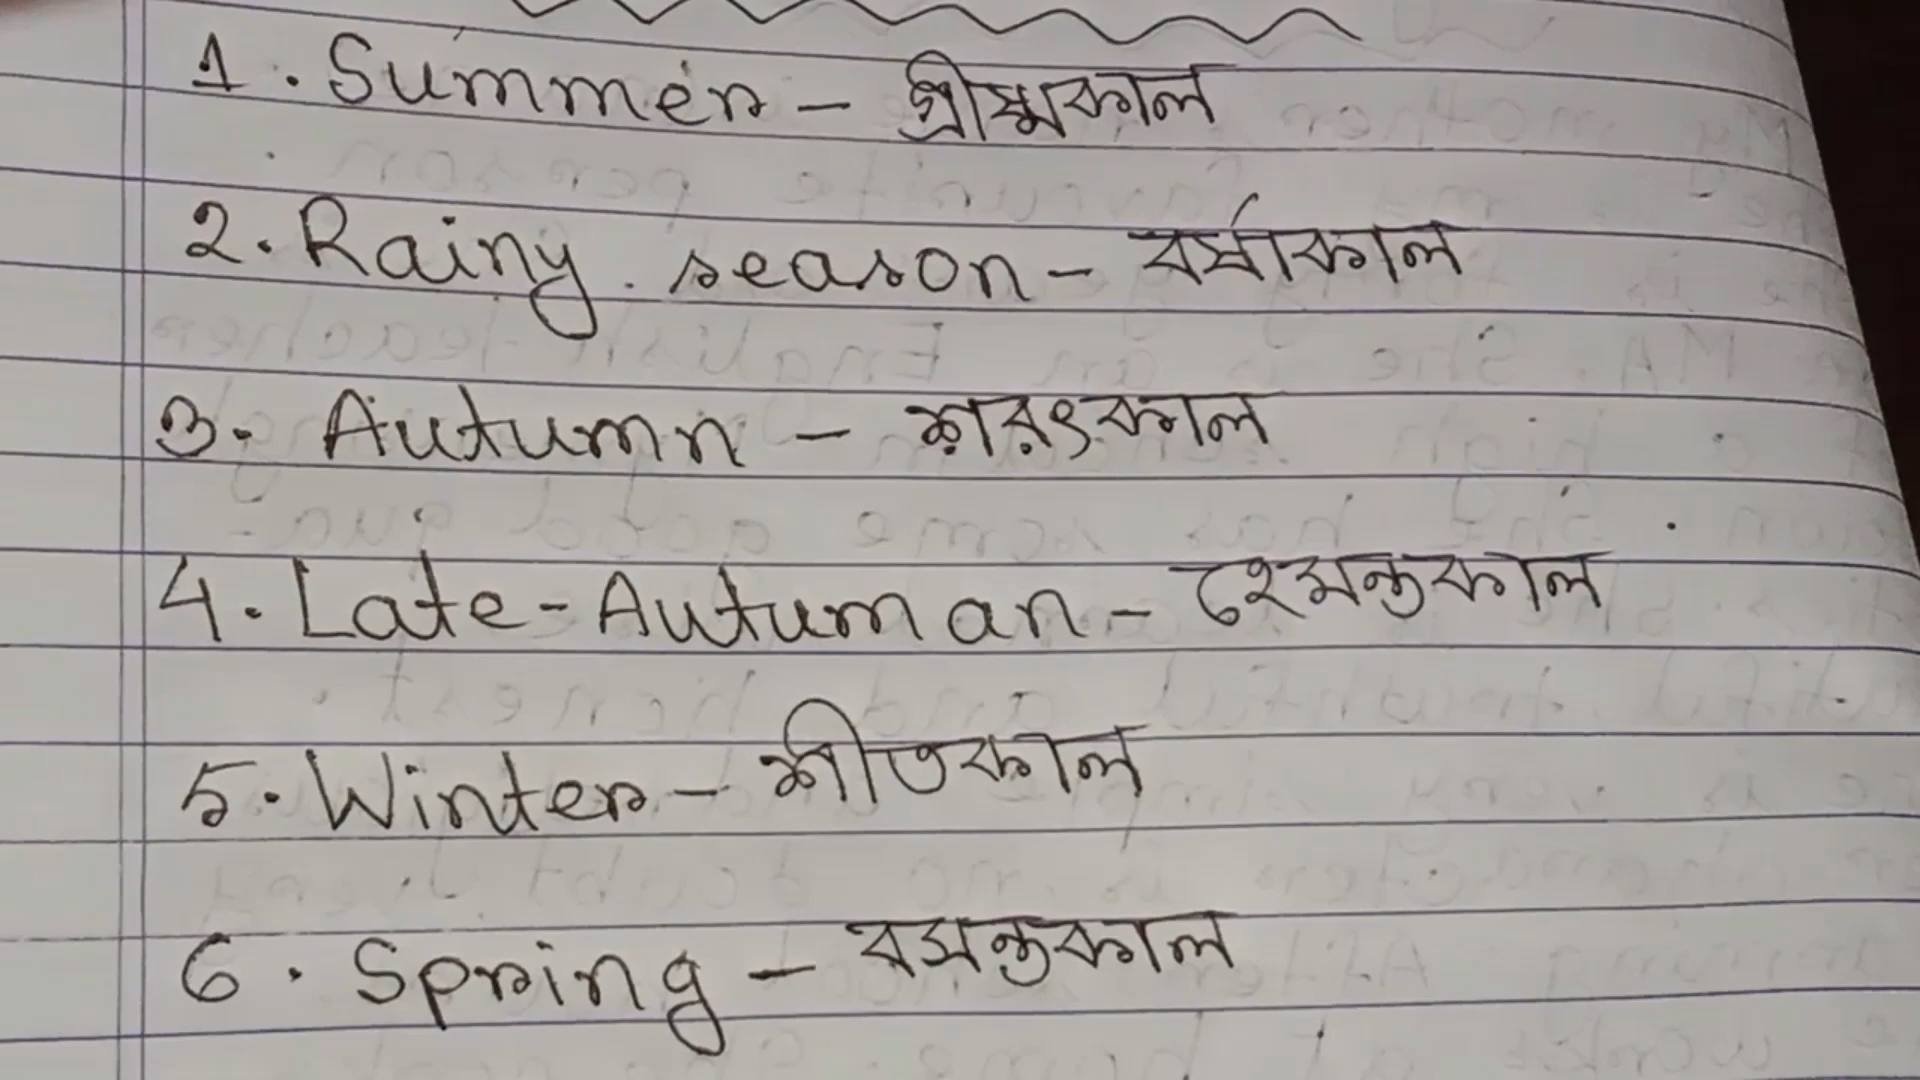 1. Summer - গ্রীষ্মকাল
2. Rainy season - বর্ষাকাল
3. Autumn - শরৎকাল
4. Late-Autuman - হেমন্তকাল
5. Winter - শীতকাল
6. Spring - বসন্তকাল